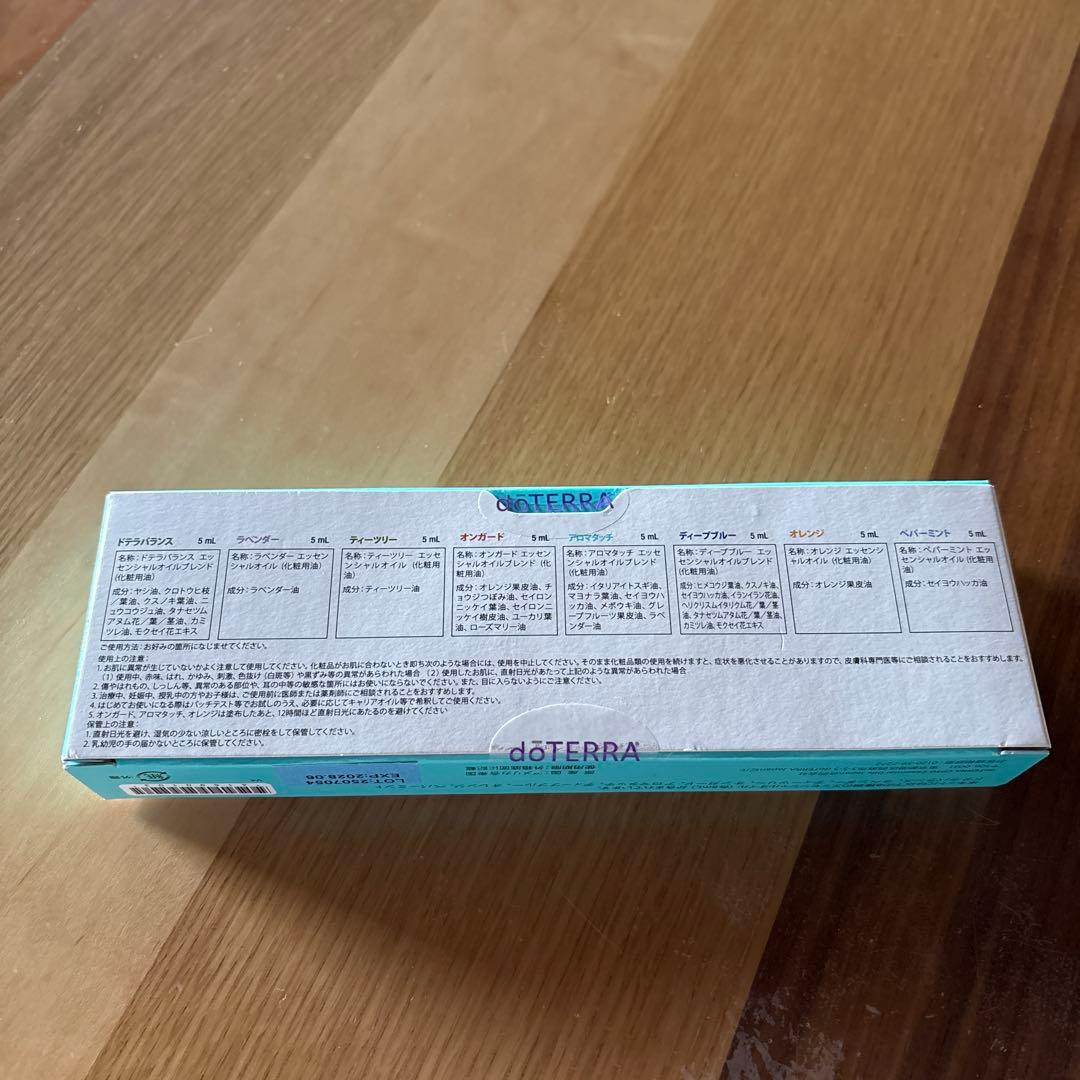 dōTERRA
ドテラバランス 5 mL
名称：ドテラバランス エッセンシャルオイルブレンド
(化粧用油)
成分：ヤシ油、クロトウヒ枝
／葉油、クスノキ葉油、ニ
ュウコウジュ油、タナセツム
アヌム花／葉／茎油、カミ
ツレ油、モクセイ花エキス
ラベンダー 5 mL
名称：ラベンダー エッセン
シャルオイル (化粧用油)
成分：ラベンダー油
ティーツリー 5 mL
名称：ティーツリー エッセ
ンシャルオイル (化粧用
油)
成分：ティーツリー油
オンガード 5 mL
名称：オンガード エッセン
シャルオイルブレンド
(化粧用油)
成分：オレンジ果皮油、チ
ョウジつぼみ油、セイロン
ニッケイ葉油、セイロンニ
ッケイ樹皮油、ユーカリ葉
油、ローズマリー油
アロマタッチ 5 mL
名称：アロマタッチ エッセ
ンシャルオイルブレンド
(化粧用油)
成分：イタリアイトスギ油、
マヨナラ葉油、セイヨウハ
ッカ油、メボウキ油、グレ
ープフルーツ果皮油、ラベ
ンダー油
ディープブルー 5 mL
名称：ディープブルー エッ
センシャルオイルブレン
ド (化粧用油)
成分：ヒメコウジ葉油、クスノキ油、
セイヨウハッカ油、イランイラン花油、
ヘリクリスムイタリクム花／葉／茎
油、タナセツムアヌム花／葉／茎油、
カミツレ油、モクセイ花エキス
オレンジ 5 mL
名称：オレンジ エッセンシ
ャルオイル (化粧用油)
成分：オレンジ果皮油
ペパーミント 5 mL
名称：ペパーミント エッ
センシャルオイル (化粧用
油)
成分：セイヨウハッカ油
ご使用方法：お好みの箇所になじませてください。
使用上の注意：
1. お肌に異常が生じていないかよく注意して使用してください。化粧品がお肌に合わないとき即ち次のような場合には、使用を中止してください。そのまま化粧品類の使用を続けますと、症状を悪化させることがありますので、皮膚科専門医等にご相談されることをおすすめします。
(1) 使用中、赤味、はれ、かゆみ、刺激、色抜け (白斑等) や黒ずみ等の異常があらわれた場合 (2) 使用したお肌に、直射日光があたって上記のような異常があらわれた場合
2. 傷やはれもの、しっしん等、異常のある部位や、耳の中等の敏感な箇所にはお使いにならないでください。また、目に入らないようにご注意ください。
3. 治療中、妊娠中、授乳中の方やお子様は、ご使用前に医師または薬剤師にご相談されることをおすすめします。
4. はじめてお使いになる際はパッチテスト等でお試しのうえ、必要に応じてキャリアオイル等で希釈してご使用ください。
5. オンガード、アロマタッチ、オレンジは塗布したあと、12時間ほど直射日光にあたるのを避けてください
保管上の注意：
1. 直射日光を避け、湿気の少ない涼しいところに密栓をして保管してください。
2. 乳幼児の手の届かないところに保管してください。
dōTERRA
LOT:2507054
EXP:2028.06
原産国：アメリカ合衆国